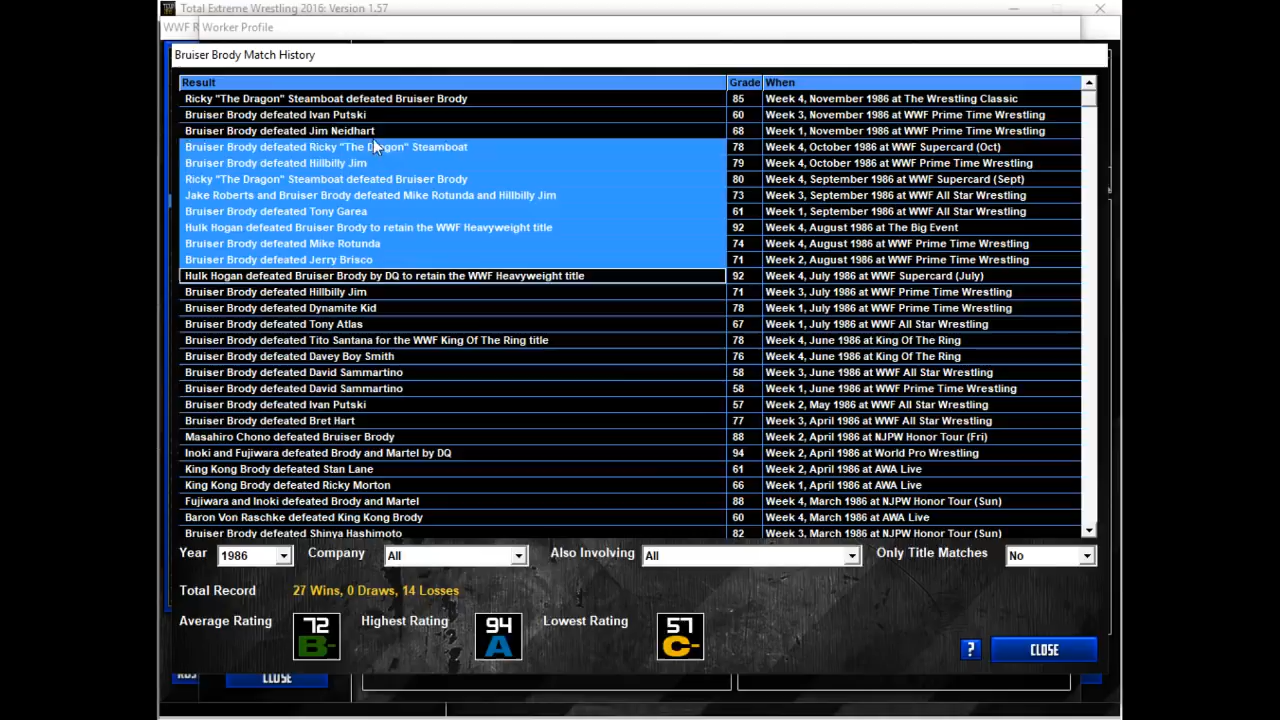 Total Extreme Wrestling 2016: Version 1.57
WWF R Worker Profile
Bruiser Brody Match History
Result Grade When
Ricky "The Dragon" Steamboat defeated Bruiser Brody 85 Week 4, November 1986 at The Wrestling Classic
Bruiser Brody defeated Ivan Putski 60 Week 3, November 1986 at WWF Prime Time Wrestling
Bruiser Brody defeated Jim Neidhart 68 Week 1, November 1986 at WWF Prime Time Wrestling
Bruiser Brody defeated Ricky "The Dragon" Steamboat 78 Week 4, October 1986 at WWF Supercard (Oct)
Bruiser Brody defeated Hillbilly Jim 79 Week 4, October 1986 at WWF Prime Time Wrestling
Ricky "The Dragon" Steamboat defeated Bruiser Brody 80 Week 4, September 1986 at WWF Supercard (Sept)
Jake Roberts and Bruiser Brody defeated Mike Rotunda and Hillbilly Jim 73 Week 3, September 1986 at WWF All Star Wrestling
Bruiser Brody defeated Tony Garea 61 Week 1, September 1986 at WWF All Star Wrestling
Hulk Hogan defeated Bruiser Brody to retain the WWF Heavyweight title 92 Week 4, August 1986 at The Big Event
Bruiser Brody defeated Mike Rotunda 74 Week 4, August 1986 at WWF Prime Time Wrestling
Bruiser Brody defeated Jerry Brisco 71 Week 2, August 1986 at WWF Prime Time Wrestling
Hulk Hogan defeated Bruiser Brody by DQ to retain the WWF Heavyweight title 92 Week 4, July 1986 at WWF Supercard (July)
Bruiser Brody defeated Hillbilly Jim 71 Week 3, July 1986 at WWF Prime Time Wrestling
Bruiser Brody defeated Dynamite Kid 78 Week 1, July 1986 at WWF Prime Time Wrestling
Bruiser Brody defeated Tony Atlas 67 Week 1, July 1986 at WWF All Star Wrestling
Bruiser Brody defeated Tito Santana for the WWF King Of The Ring title 78 Week 4, June 1986 at King Of The Ring
Bruiser Brody defeated Davey Boy Smith 76 Week 4, June 1986 at King Of The Ring
Bruiser Brody defeated David Sammartino 58 Week 3, June 1986 at WWF All Star Wrestling
Bruiser Brody defeated David Sammartino 58 Week 1, June 1986 at WWF Prime Time Wrestling
Bruiser Brody defeated Ivan Putski 57 Week 2, May 1986 at WWF All Star Wrestling
Bruiser Brody defeated Bret Hart 77 Week 3, April 1986 at WWF All Star Wrestling
Masahiro Chono defeated Bruiser Brody 88 Week 2, April 1986 at NJPW Honor Tour (Fri)
Inoki and Fujiwara defeated Brody and Martel by DQ 94 Week 2, April 1986 at World Pro Wrestling
King Kong Brody defeated Stan Lane 61 Week 2, April 1986 at AWA Live
King Kong Brody defeated Ricky Morton 66 Week 1, April 1986 at AWA Live
Fujiwara and Inoki defeated Brody and Martel 88 Week 4, March 1986 at NJPW Honor Tour (Sun)
Baron Von Raschke defeated King Kong Brody 60 Week 4, March 1986 at AWA Live
Bruiser Brody defeated Shinya Hashimoto 82 Week 3, March 1986 at NJPW Honor Tour (Sun)
Year 1986 Company All Also Involving All Only Title Matches No
Total Record 27 Wins, 0 Draws, 14 Losses
Average Rating 72 B- Highest Rating 94 A Lowest Rating 57 C-
? CLOSE
CLOSE